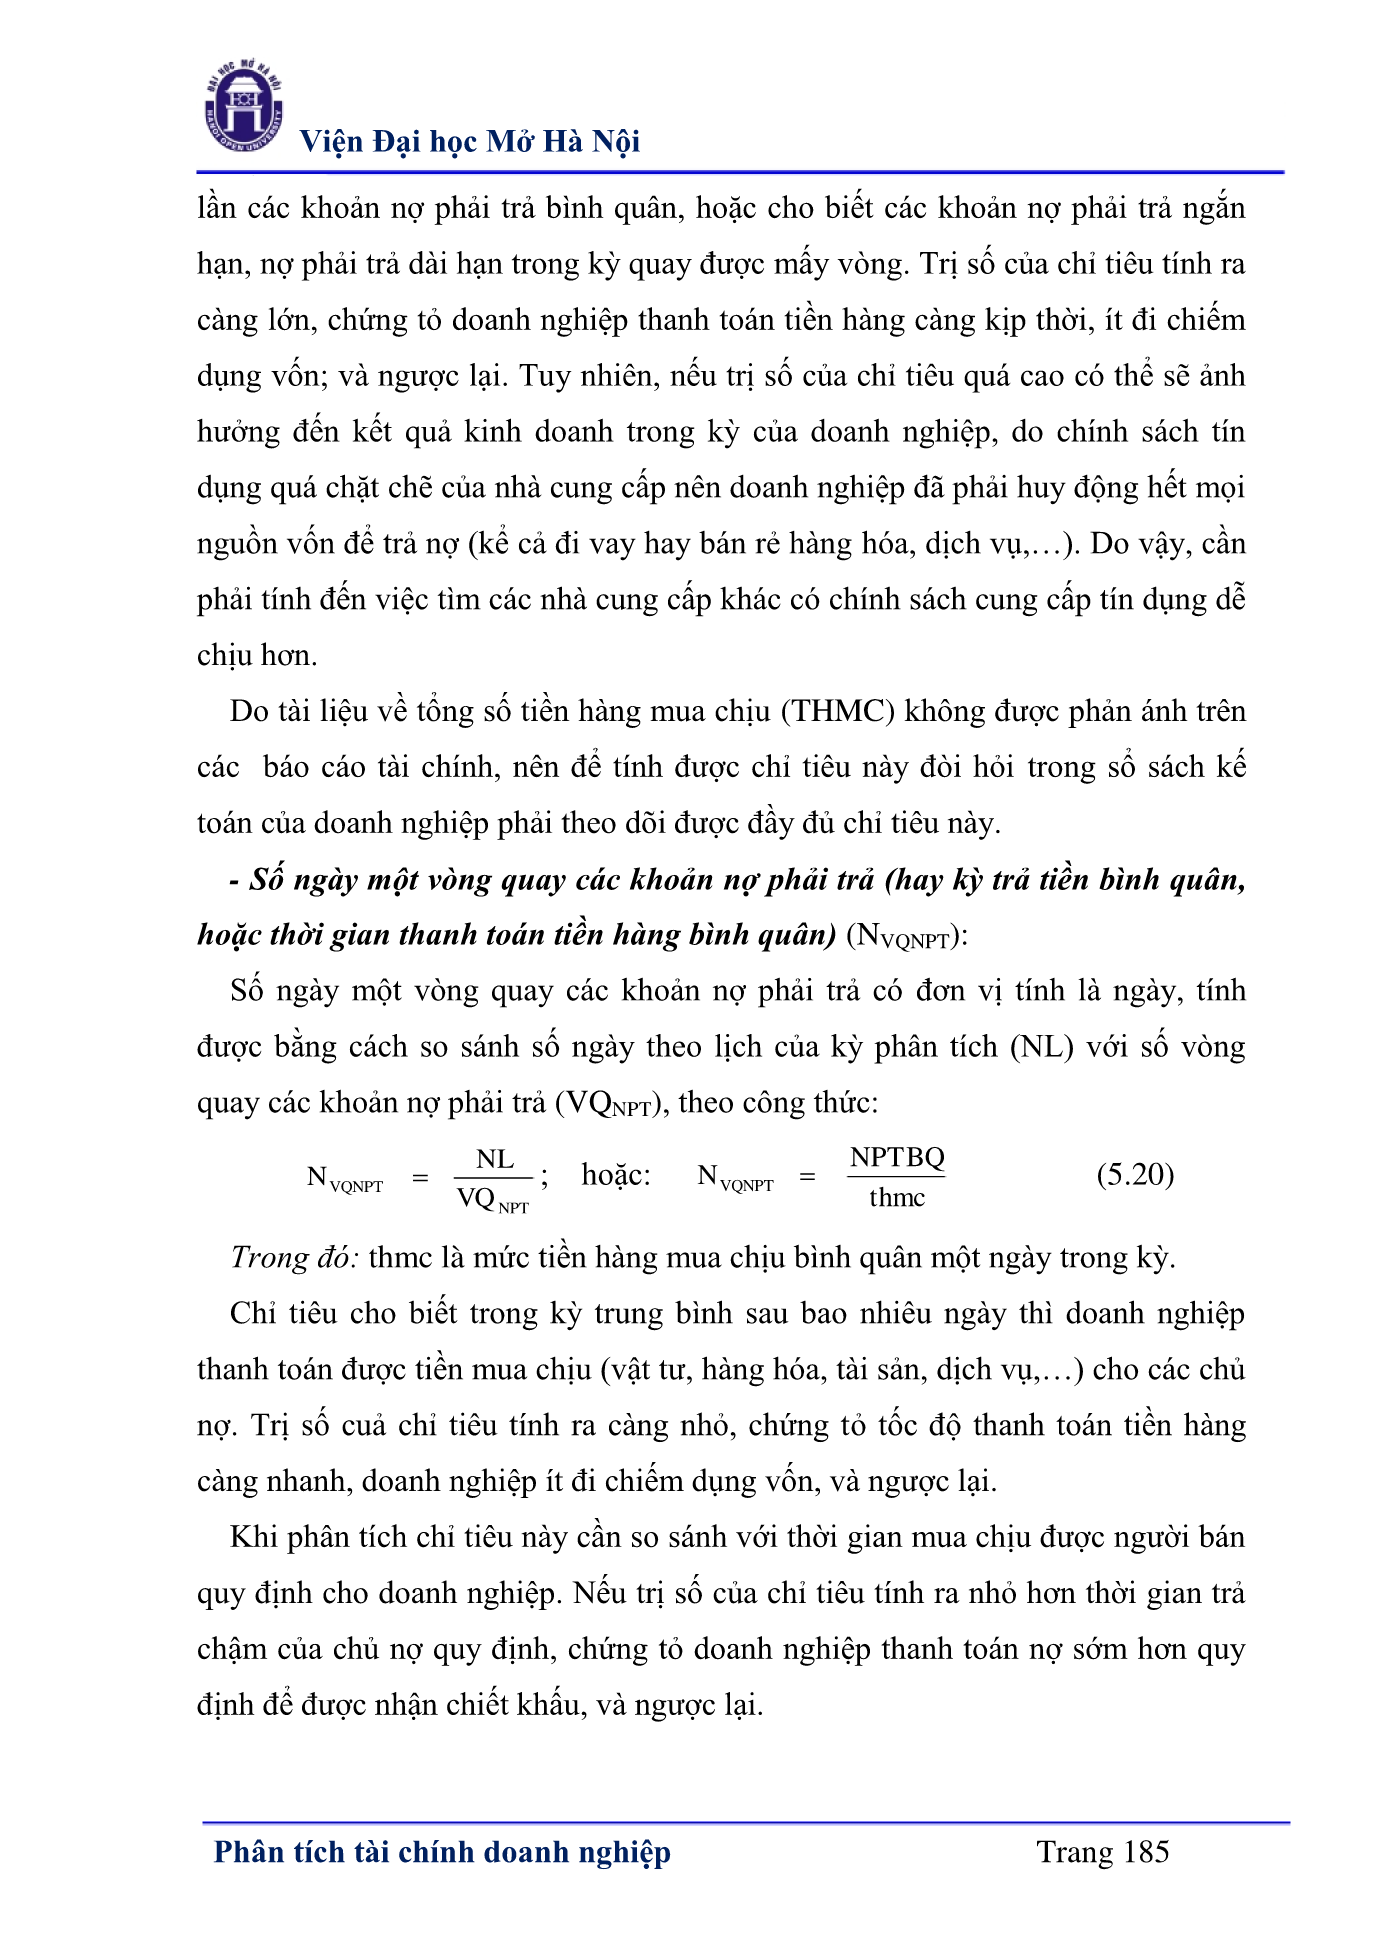 ĐẠI HỌC MỞ HÀ NỘI
HANOI OPEN UNIVERSITY
Viện Đại học Mở Hà Nội
lần các khoản nợ phải trả bình quân, hoặc cho biết các khoản nợ phải trả ngắn
hạn, nợ phải trả dài hạn trong kỳ quay được mấy vòng. Trị số của chỉ tiêu tính ra
càng lớn, chứng tỏ doanh nghiệp thanh toán tiền hàng càng kịp thời, ít đi chiếm
dụng vốn; và ngược lại. Tuy nhiên, nếu trị số của chỉ tiêu quá cao có thể sẽ ảnh
hưởng đến kết quả kinh doanh trong kỳ của doanh nghiệp, do chính sách tín
dụng quá chặt chẽ của nhà cung cấp nên doanh nghiệp đã phải huy động hết mọi
nguồn vốn để trả nợ (kể cả đi vay hay bán rẻ hàng hóa, dịch vụ,…). Do vậy, cần
phải tính đến việc tìm các nhà cung cấp khác có chính sách cung cấp tín dụng dễ
chịu hơn.
Do tài liệu về tổng số tiền hàng mua chịu (THMC) không được phản ánh trên
các báo cáo tài chính, nên để tính được chỉ tiêu này đòi hỏi trong sổ sách kế
toán của doanh nghiệp phải theo dõi được đầy đủ chỉ tiêu này.
- Số ngày một vòng quay các khoản nợ phải trả (hay kỳ trả tiền bình quân,
hoặc thời gian thanh toán tiền hàng bình quân) (NVQNPT):
Số ngày một vòng quay các khoản nợ phải trả có đơn vị tính là ngày, tính
được bằng cách so sánh số ngày theo lịch của kỳ phân tích (NL) với số vòng
quay các khoản nợ phải trả (VQNPT), theo công thức:
NVQNPT = NL / VQNPT ; hoặc: NVQNPT = NPTBQ / thmc (5.20)
Trong đó: thmc là mức tiền hàng mua chịu bình quân một ngày trong kỳ.
Chỉ tiêu cho biết trong kỳ trung bình sau bao nhiêu ngày thì doanh nghiệp
thanh toán được tiền mua chịu (vật tư, hàng hóa, tài sản, dịch vụ,…) cho các chủ
nợ. Trị số cuả chỉ tiêu tính ra càng nhỏ, chứng tỏ tốc độ thanh toán tiền hàng
càng nhanh, doanh nghiệp ít đi chiếm dụng vốn, và ngược lại.
Khi phân tích chỉ tiêu này cần so sánh với thời gian mua chịu được người bán
quy định cho doanh nghiệp. Nếu trị số của chỉ tiêu tính ra nhỏ hơn thời gian trả
chậm của chủ nợ quy định, chứng tỏ doanh nghiệp thanh toán nợ sớm hơn quy
định để được nhận chiết khấu, và ngược lại.
Phân tích tài chính doanh nghiệp Trang 185